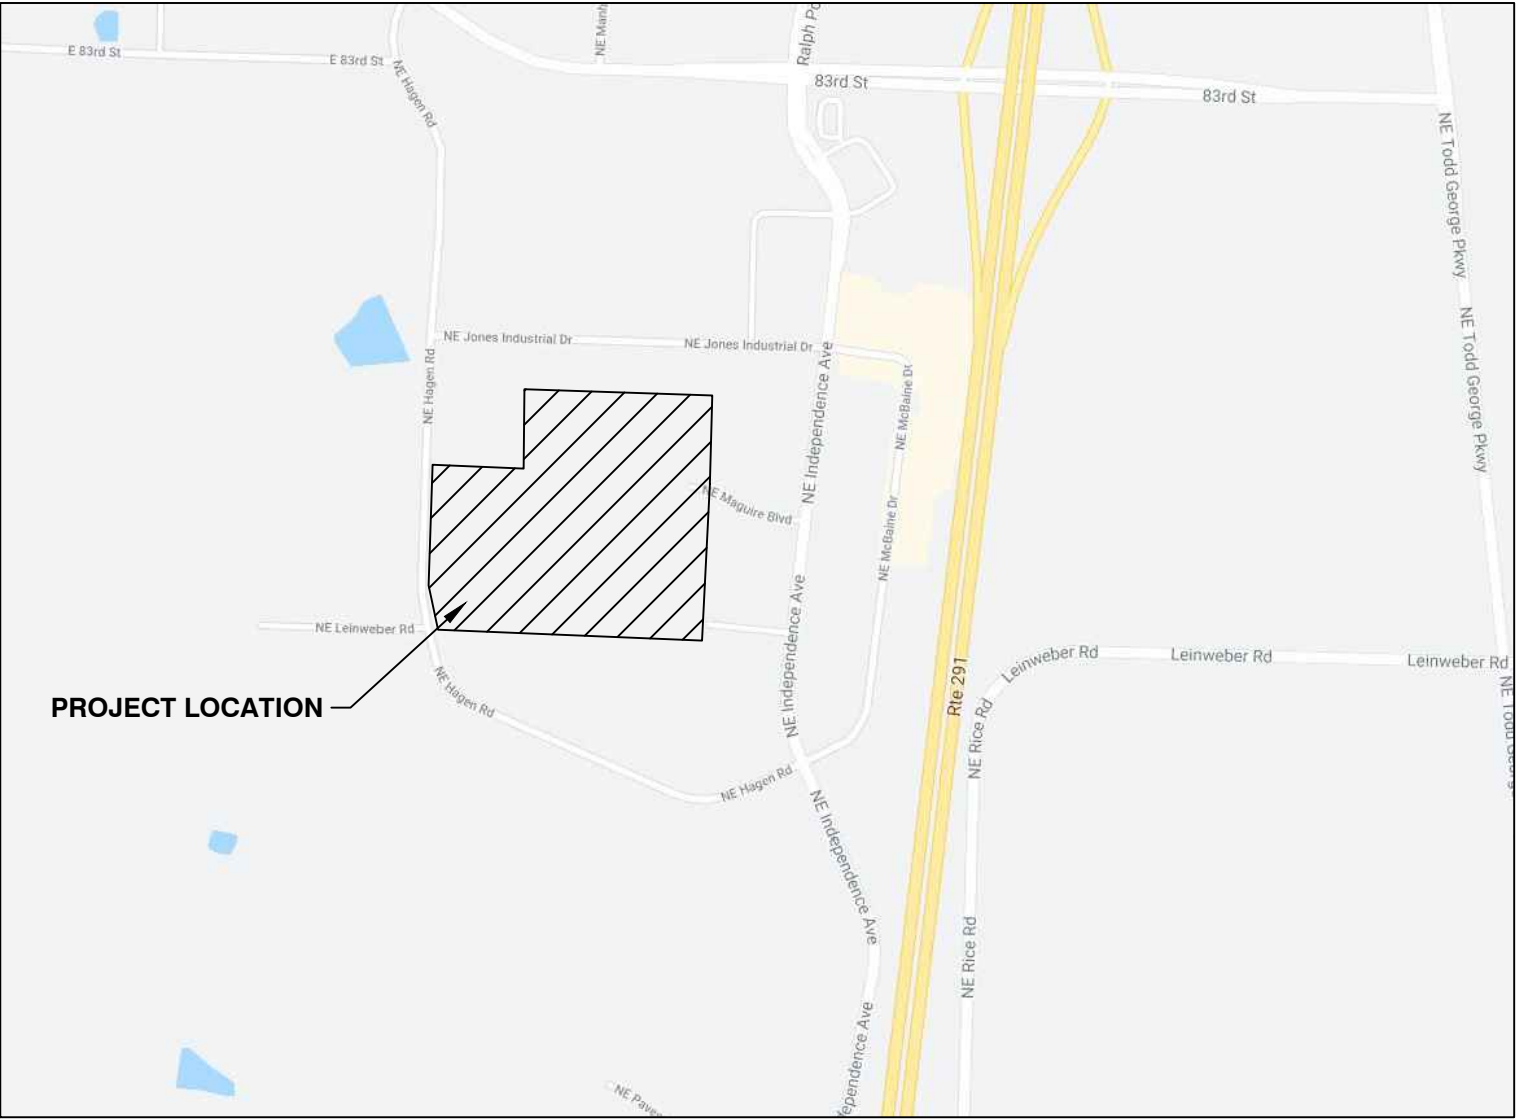 NE Manh
Ralph Po
E 83rd St
E 83rd St
NE Hagen Rd
83rd St
83rd St
NE Todd George Pkwy
NE Jones Industrial Dr
NE Jones Industrial Dr
NE Hagen Rd
NE Independence Ave
NE McBaine Dr
NE Todd George Pkwy
NE Maguire Blvd
NE McBaine Dr
NE Independence Ave
NE Leinweber Rd
Leinweber Rd
Leinweber Rd
Leinweber Rd
Rte 291
NE Hagen Rd
PROJECT LOCATION
NE Rice Rd
NE Todd Georg
NE Hagen Rd
NE Independence Ave
NE Rice Rd
dependence Ave
NE Pave